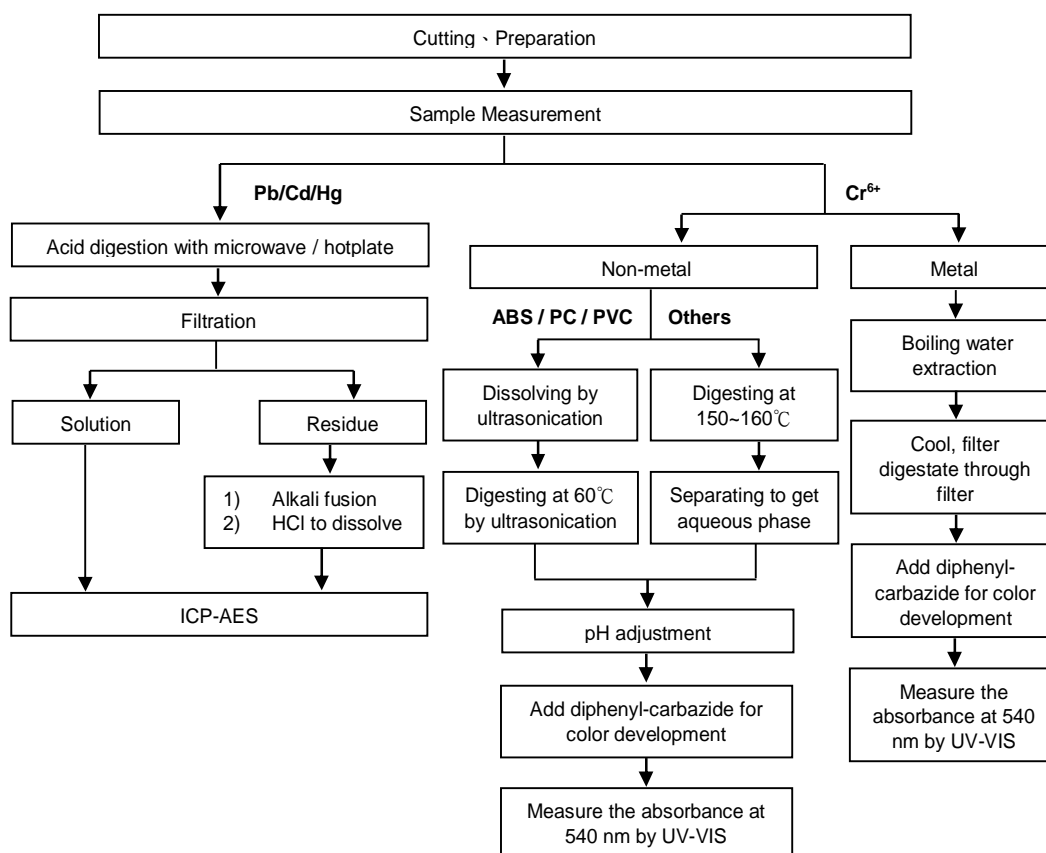 Cutting、Preparation
Sample Measurement
Pb/Cd/Hg
Cr⁶⁺
Acid digestion with microwave / hotplate
Filtration
Solution
Residue
1) Alkali fusion
2) HCl to dissolve
ICP-AES
Non-metal
ABS / PC / PVC
Others
Dissolving by
ultrasonication
Digesting at 60℃
by ultrasonication
Digesting at
150~160℃
Separating to get
aqueous phase
pH adjustment
Add diphenyl-carbazide for
color development
Measure the absorbance at
540 nm by UV-VIS
Metal
Boiling water
extraction
Cool, filter
digestate through
filter
Add diphenyl-
carbazide for color
development
Measure the
absorbance at 540
nm by UV-VIS